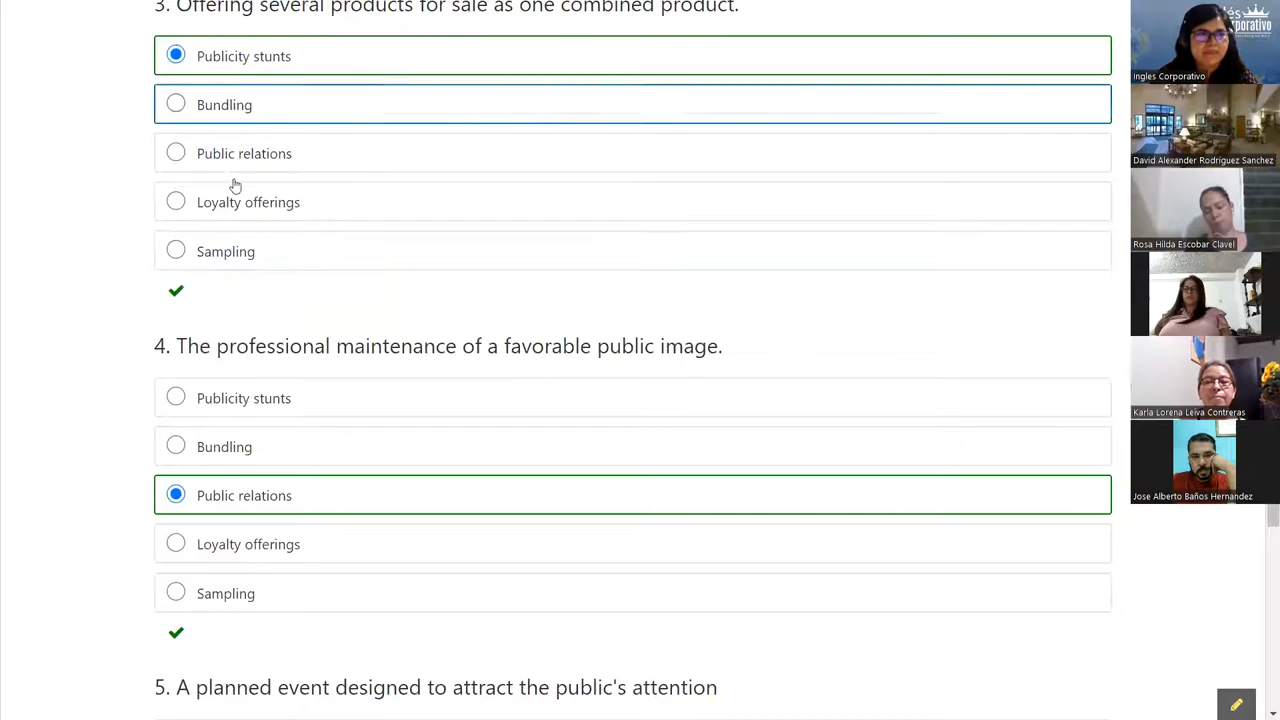 3. Offering several products for sale as one combined product.
Publicity stunts
Bundling
Public relations
Loyalty offerings
Sampling
4. The professional maintenance of a favorable public image.
Publicity stunts
Bundling
Public relations
Loyalty offerings
Sampling
5. A planned event designed to attract the public's attention
Ingles Corporativo
David Alexander Rodriguez Sanchez
Rosa Hilda Escobar Clavel
Karla Lorena Leiva Contreras
Jose Alberto Baños Hernandez